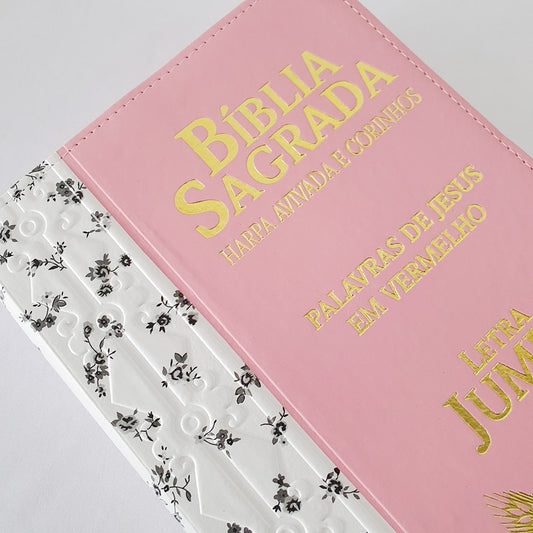 BÍBLIA
SAGRADA
HARPA AVIVADA E CORINHOS
PALAVRAS DE JESUS
EM VERMELHO
LETRA